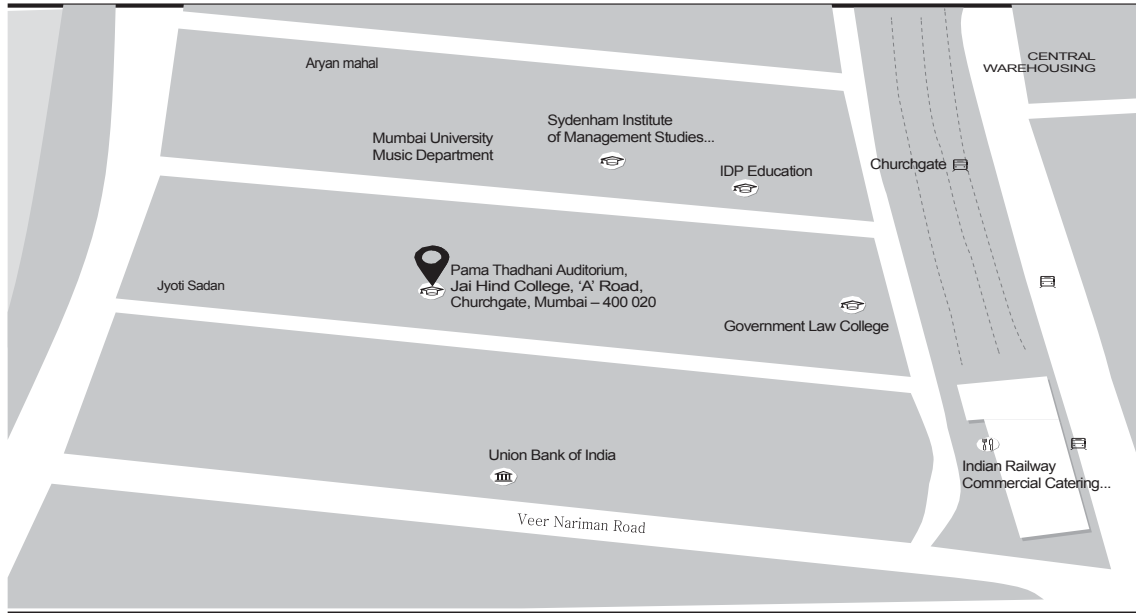 CENTRAL
WAREHOUSING
Aryan mahal
Sydenham Institute
of Management Studies...
Mumbai University
Music Department
Churchgate
IDP Education
Pama Thadhani Auditorium,
Jai Hind College, ‘A’ Road,
Churchgate, Mumbai – 400 020
Jyoti Sadan
Government Law College
Union Bank of India
Indian Railway
Commercial Catering...
Veer Nariman Road